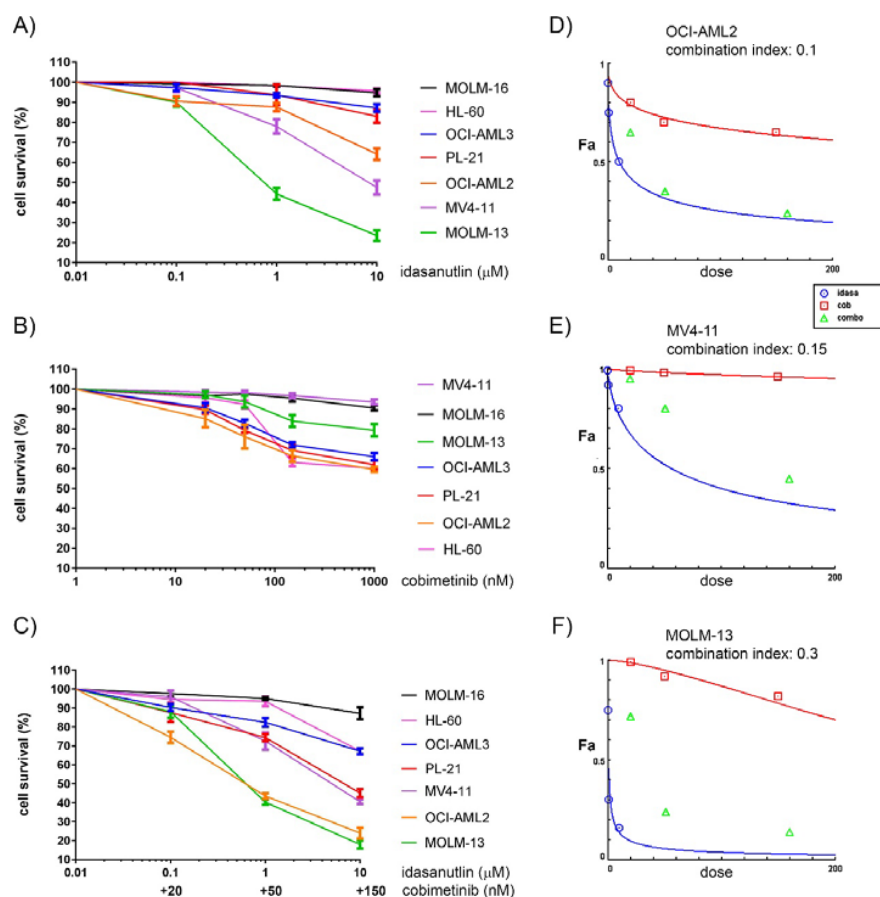 A)
cell survival (%)
110
100
90
80
70
60
50
40
30
20
10
0.01
0.1
1
10
idasanutlin (μM)
MOLM-16
HL-60
OCI-AML3
PL-21
OCI-AML2
MV4-11
MOLM-13
B)
cell survival (%)
110
100
90
80
70
60
50
40
30
20
10
1
10
100
1000
cobimetinib (nM)
MV4-11
MOLM-16
MOLM-13
OCI-AML3
PL-21
OCI-AML2
HL-60
C)
cell survival (%)
110
100
90
80
70
60
50
40
30
20
10
0.01
0.1
1
10
idasanutlin (μM)
+20
+50
+150
cobimetinib (nM)
MOLM-16
HL-60
OCI-AML3
PL-21
MV4-11
OCI-AML2
MOLM-13
D)
OCI-AML2
combination index: 0.1
Fa
1
0.5
0
0
dose
200
idasa
cob
combo
E)
MV4-11
combination index: 0.15
Fa
1
0.5
0
0
dose
200
F)
MOLM-13
combination index: 0.3
Fa
1
0.5
0
0
dose
200